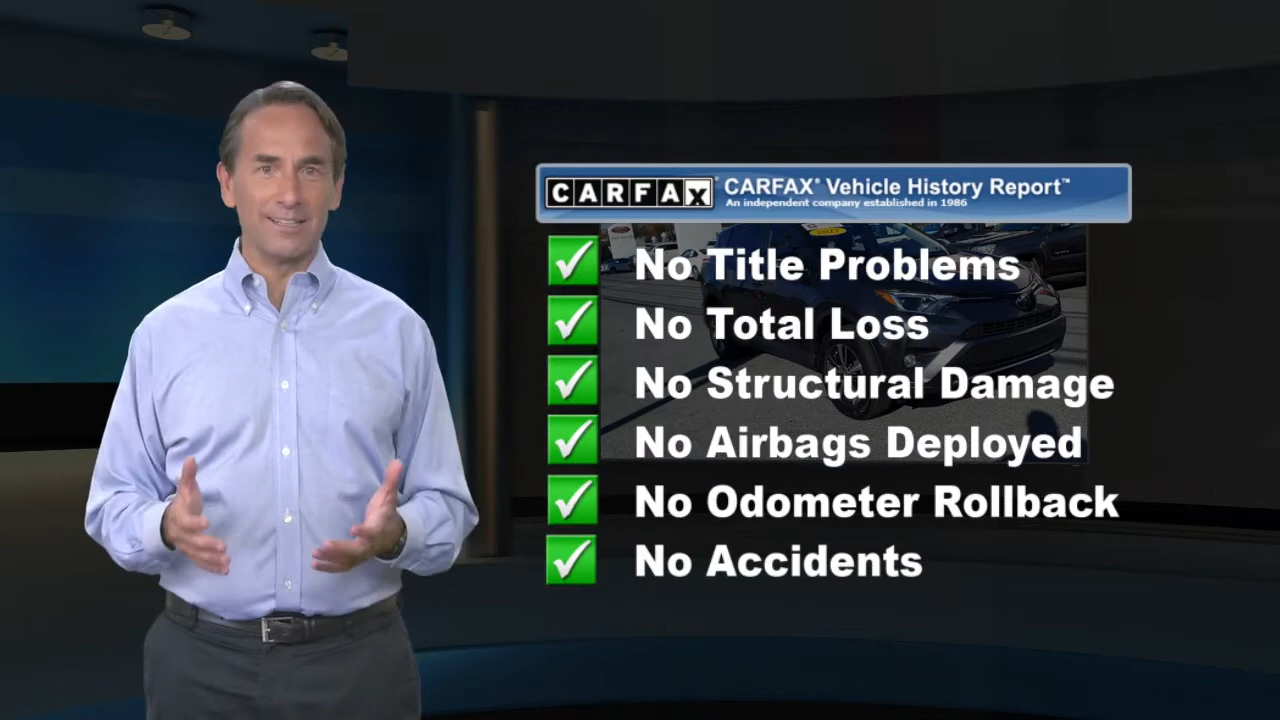 CARFAX
CARFAX® Vehicle History Report™
An independent company established in 1986
No Title Problems
No Total Loss
No Structural Damage
No Airbags Deployed
No Odometer Rollback
No Accidents